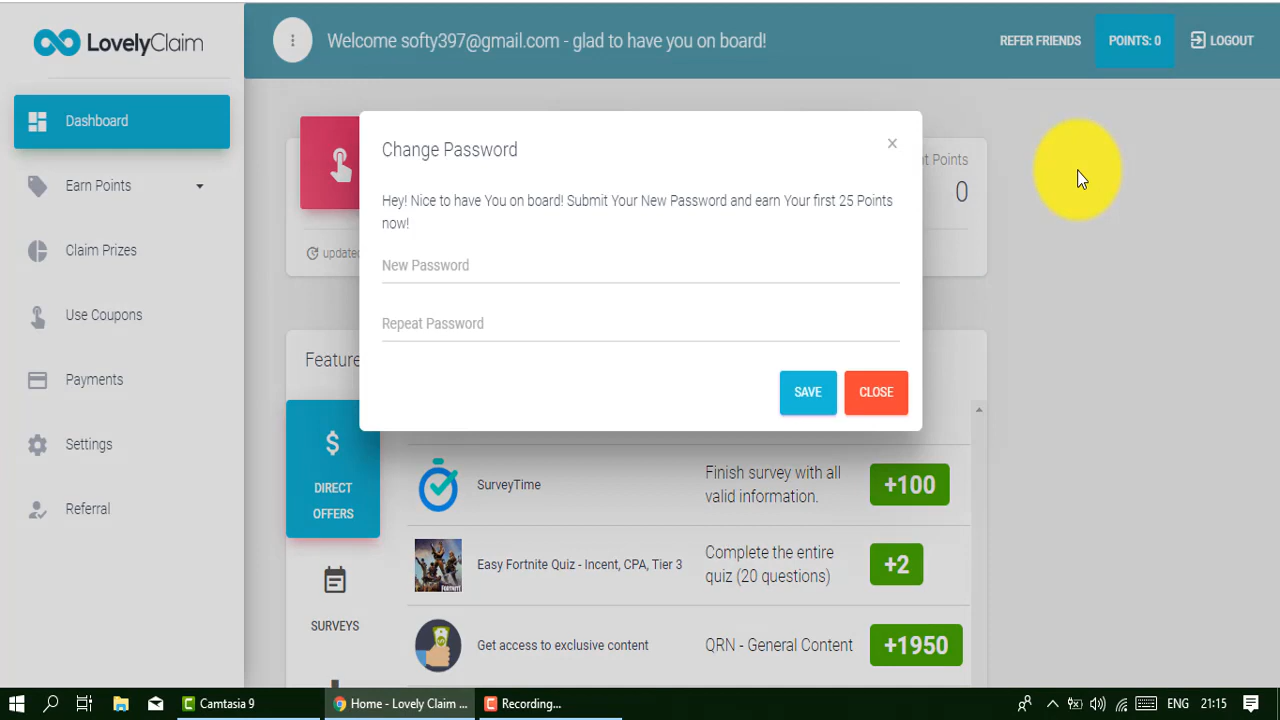 LovelyClaim
Welcome softy397@gmail.com - glad to have you on board!
REFER FRIENDS
POINTS: 0
LOGOUT
Dashboard
Earn Points
Claim Prizes
Use Coupons
Payments
Settings
Referral
Change Password
×
Hey! Nice to have You on board! Submit Your New Password and earn Your first 25 Points
now!
New Password
Repeat Password
SAVE
CLOSE
Points
0
$
DIRECT
OFFERS
SURVEYS
SurveyTime
Finish survey with all
valid information.
+100
FORTNITE
Easy Fortnite Quiz - Incent, CPA, Tier 3
Complete the entire
quiz (20 questions)
+2
Get access to exclusive content
QRN - General Content
+1950
Camtasia 9
Home - Lovely Claim ...
Recording...
ENG
21:15